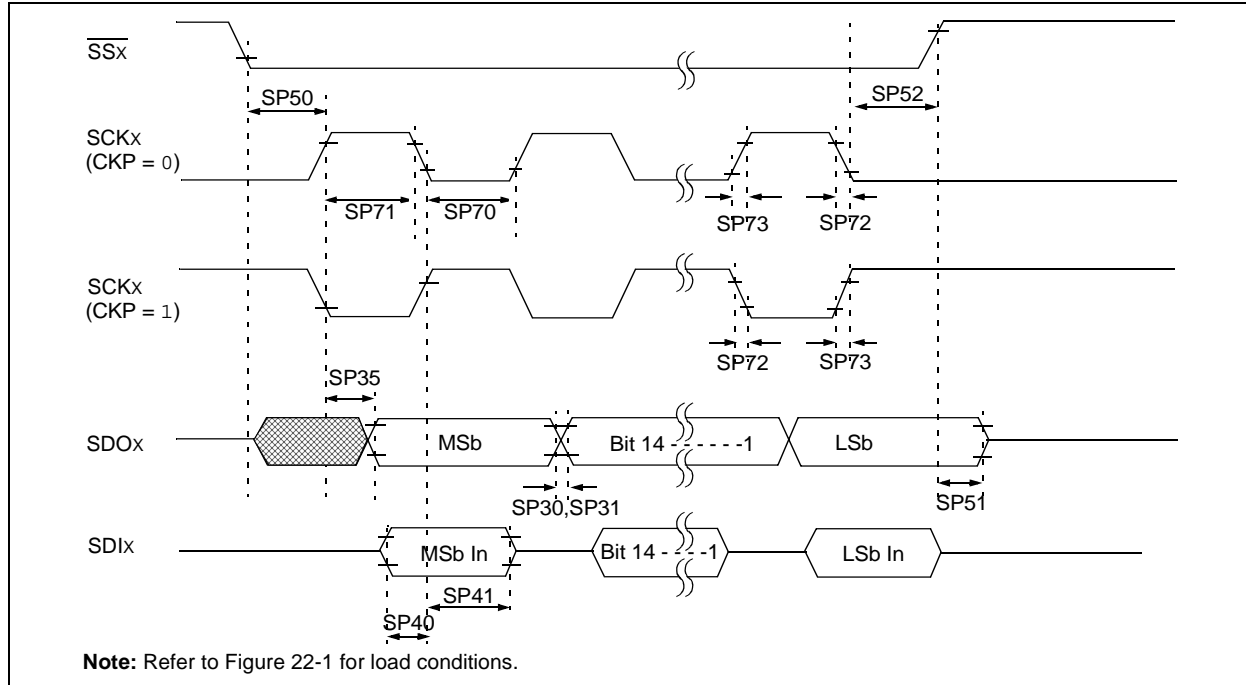 SSX
SP50
SP52
SCKX
(CKP = 0)
SP71
SP70
SP73
SP72
SCKX
(CKP = 1)
SP72
SP73
SP35
SDOX
MSb
Bit 14 - - - - - -1
LSb
SP30,SP31
SP51
SDIX
MSb In
Bit 14 - - - -1
LSb In
SP41
SP40
Note: Refer to Figure 22-1 for load conditions.